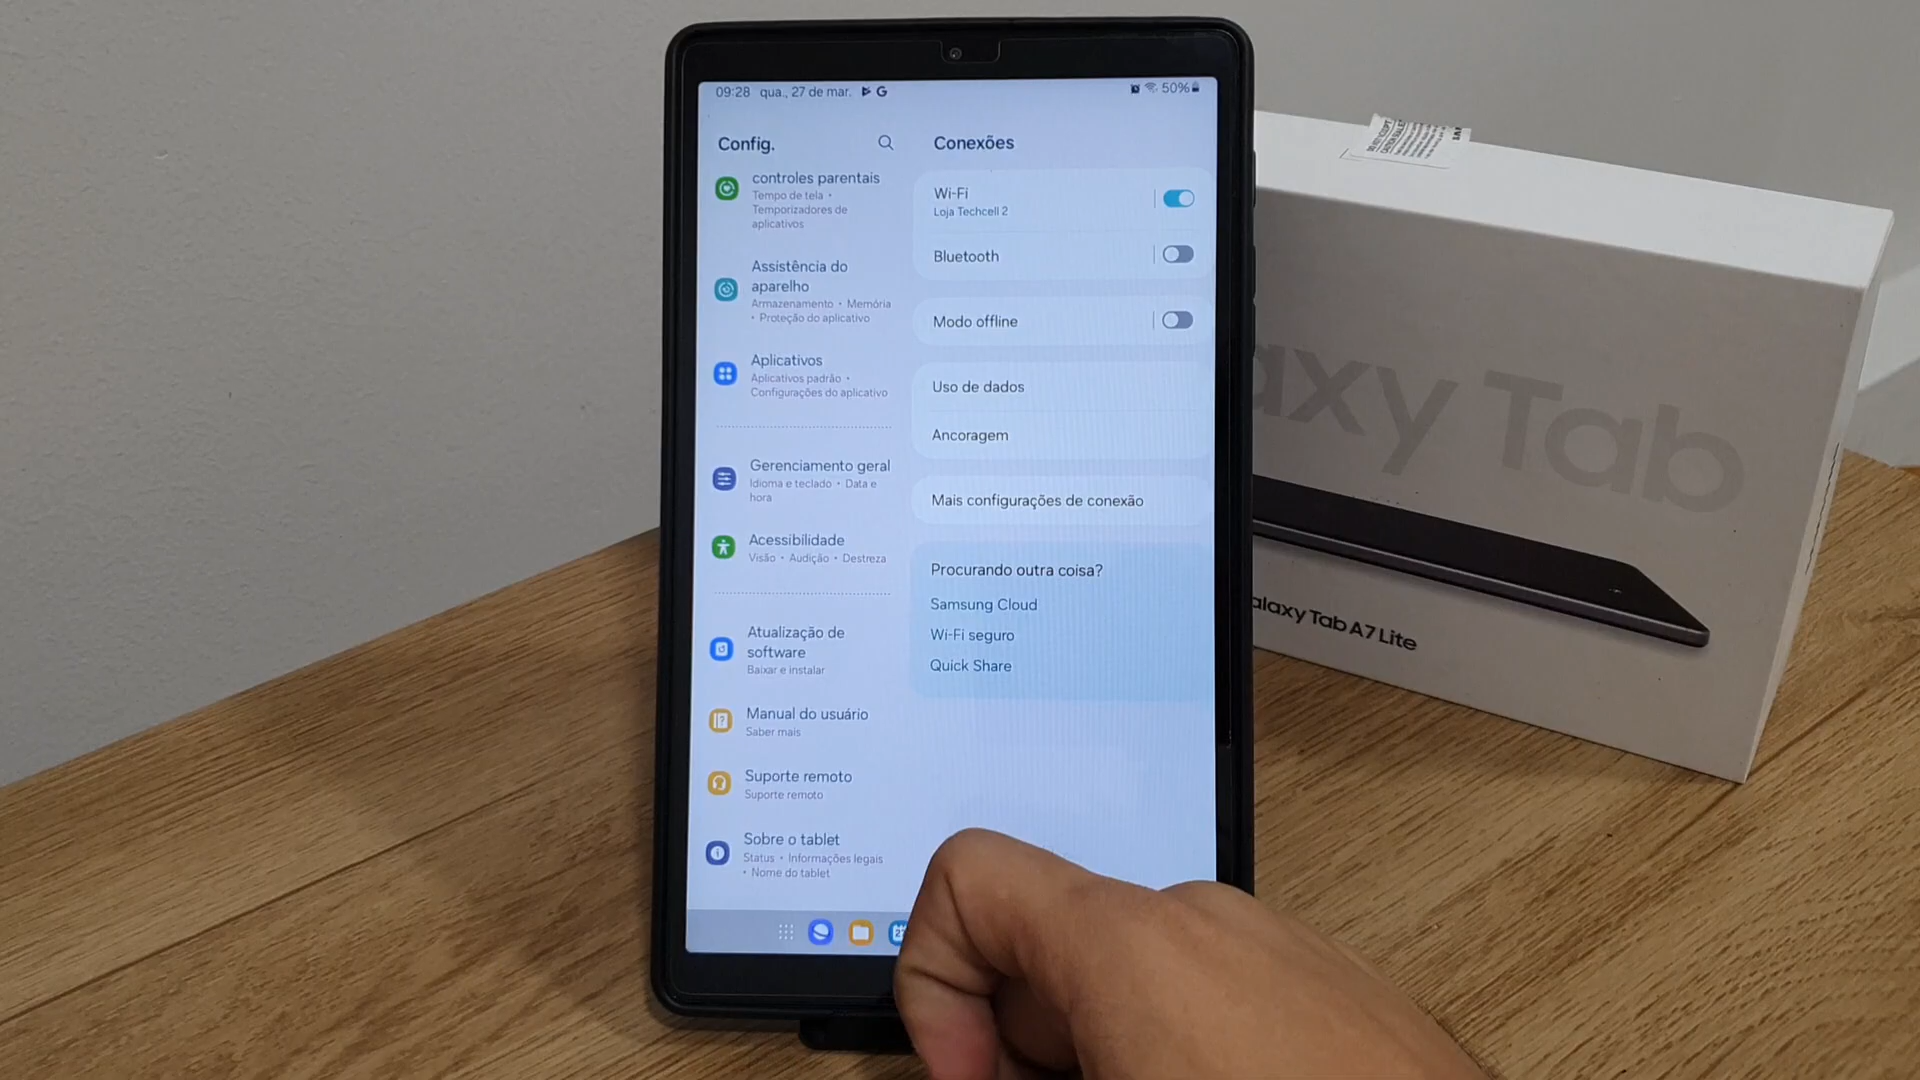 09:28 qua., 27 de mar.
50%
Config.
controles parentais
Tempo de tela •
Temporizadores de
aplicativos
Assistência do
aparelho
Armazenamento • Memória
• Proteção do aplicativo
Aplicativos
Aplicativos padrão •
Configurações do aplicativo
Gerenciamento geral
Idioma e teclado • Data e
hora
Acessibilidade
Visão • Audição • Destreza
Atualização de
software
Baixar e instalar
Manual do usuário
Saber mais
Suporte remoto
Suporte remoto
Sobre o tablet
Status • Informações legais
• Nome do tablet
Conexões
Wi-Fi
Loja Techcell 2
Bluetooth
Modo offline
Uso de dados
Ancoragem
Mais configurações de conexão
Procurando outra coisa?
Samsung Cloud
Wi-Fi seguro
Quick Share
axy Tab
alaxy Tab A7 Lite